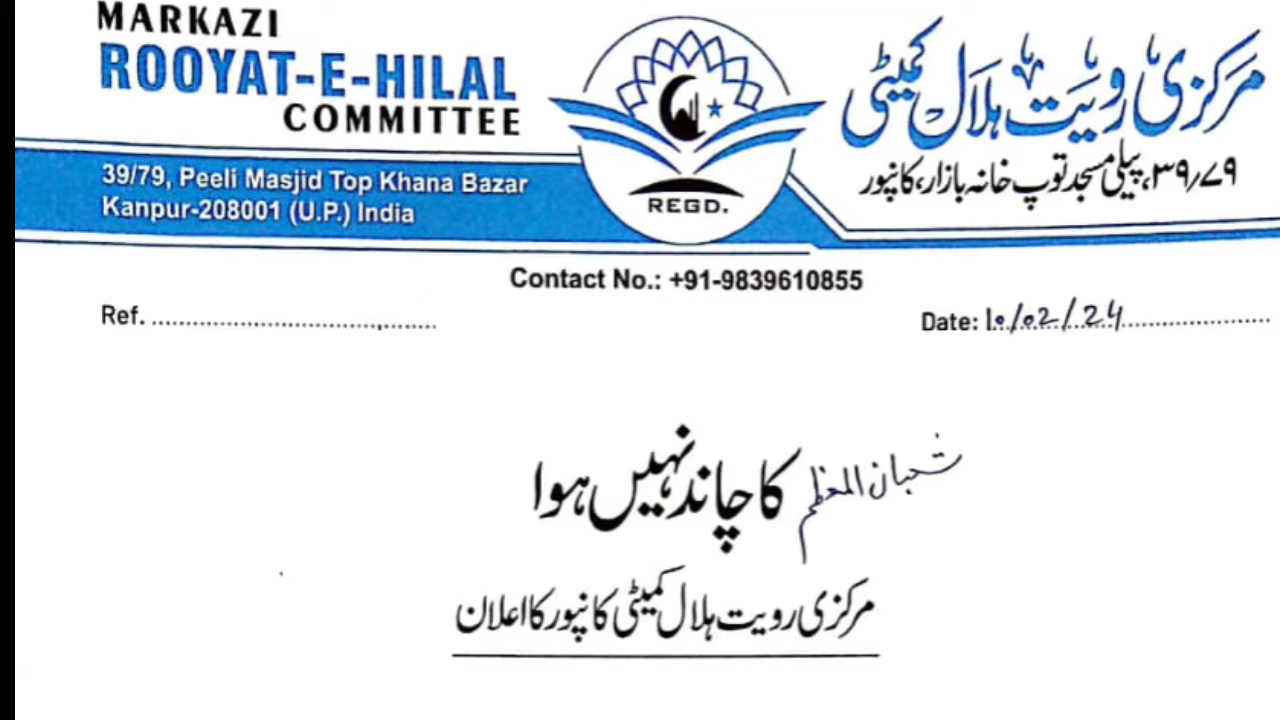 MARKAZI
ROOYAT-E-HILAL
COMMITTEE
مرکزی رویت ہلال کمیٹی
۳۹/۷۹، پیلی مسجد توپ خانہ بازار، کانپور
39/79, Peeli Masjid Top Khana Bazar
Kanpur-208001 (U.P.) India
REGD.
Contact No.: +91-9839610855
Ref. ........................................
Date: 10/02/24
شعبان المعظم کا چاند نہیں ہوا
مرکزی رویت ہلال کمیٹی کانپور کا اعلان